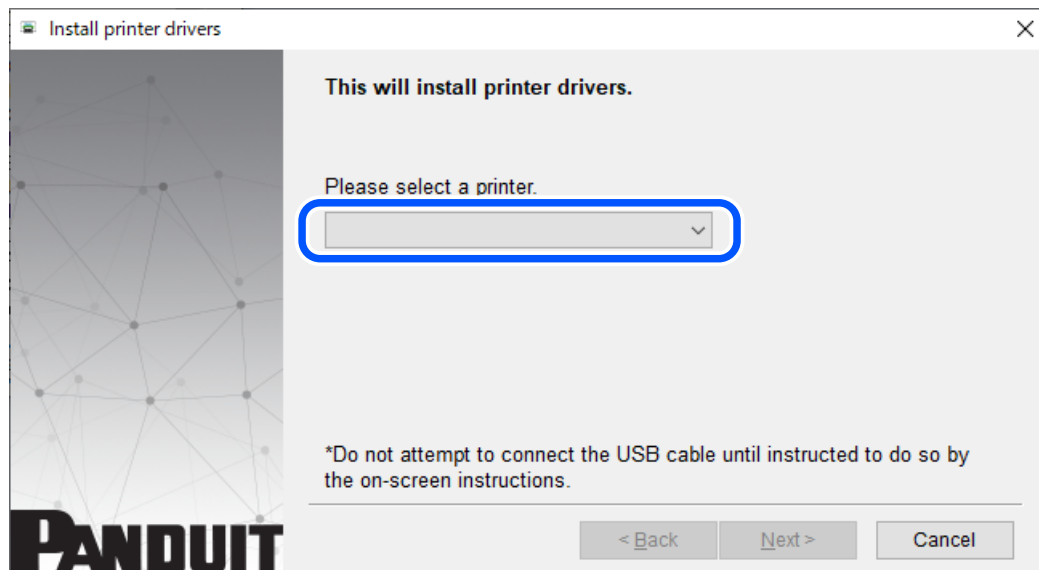 Install printer drivers
This will install printer drivers.
Please select a printer.
*Do not attempt to connect the USB cable until instructed to do so by
the on-screen instructions.
PANDUIT
< Back
Next >
Cancel